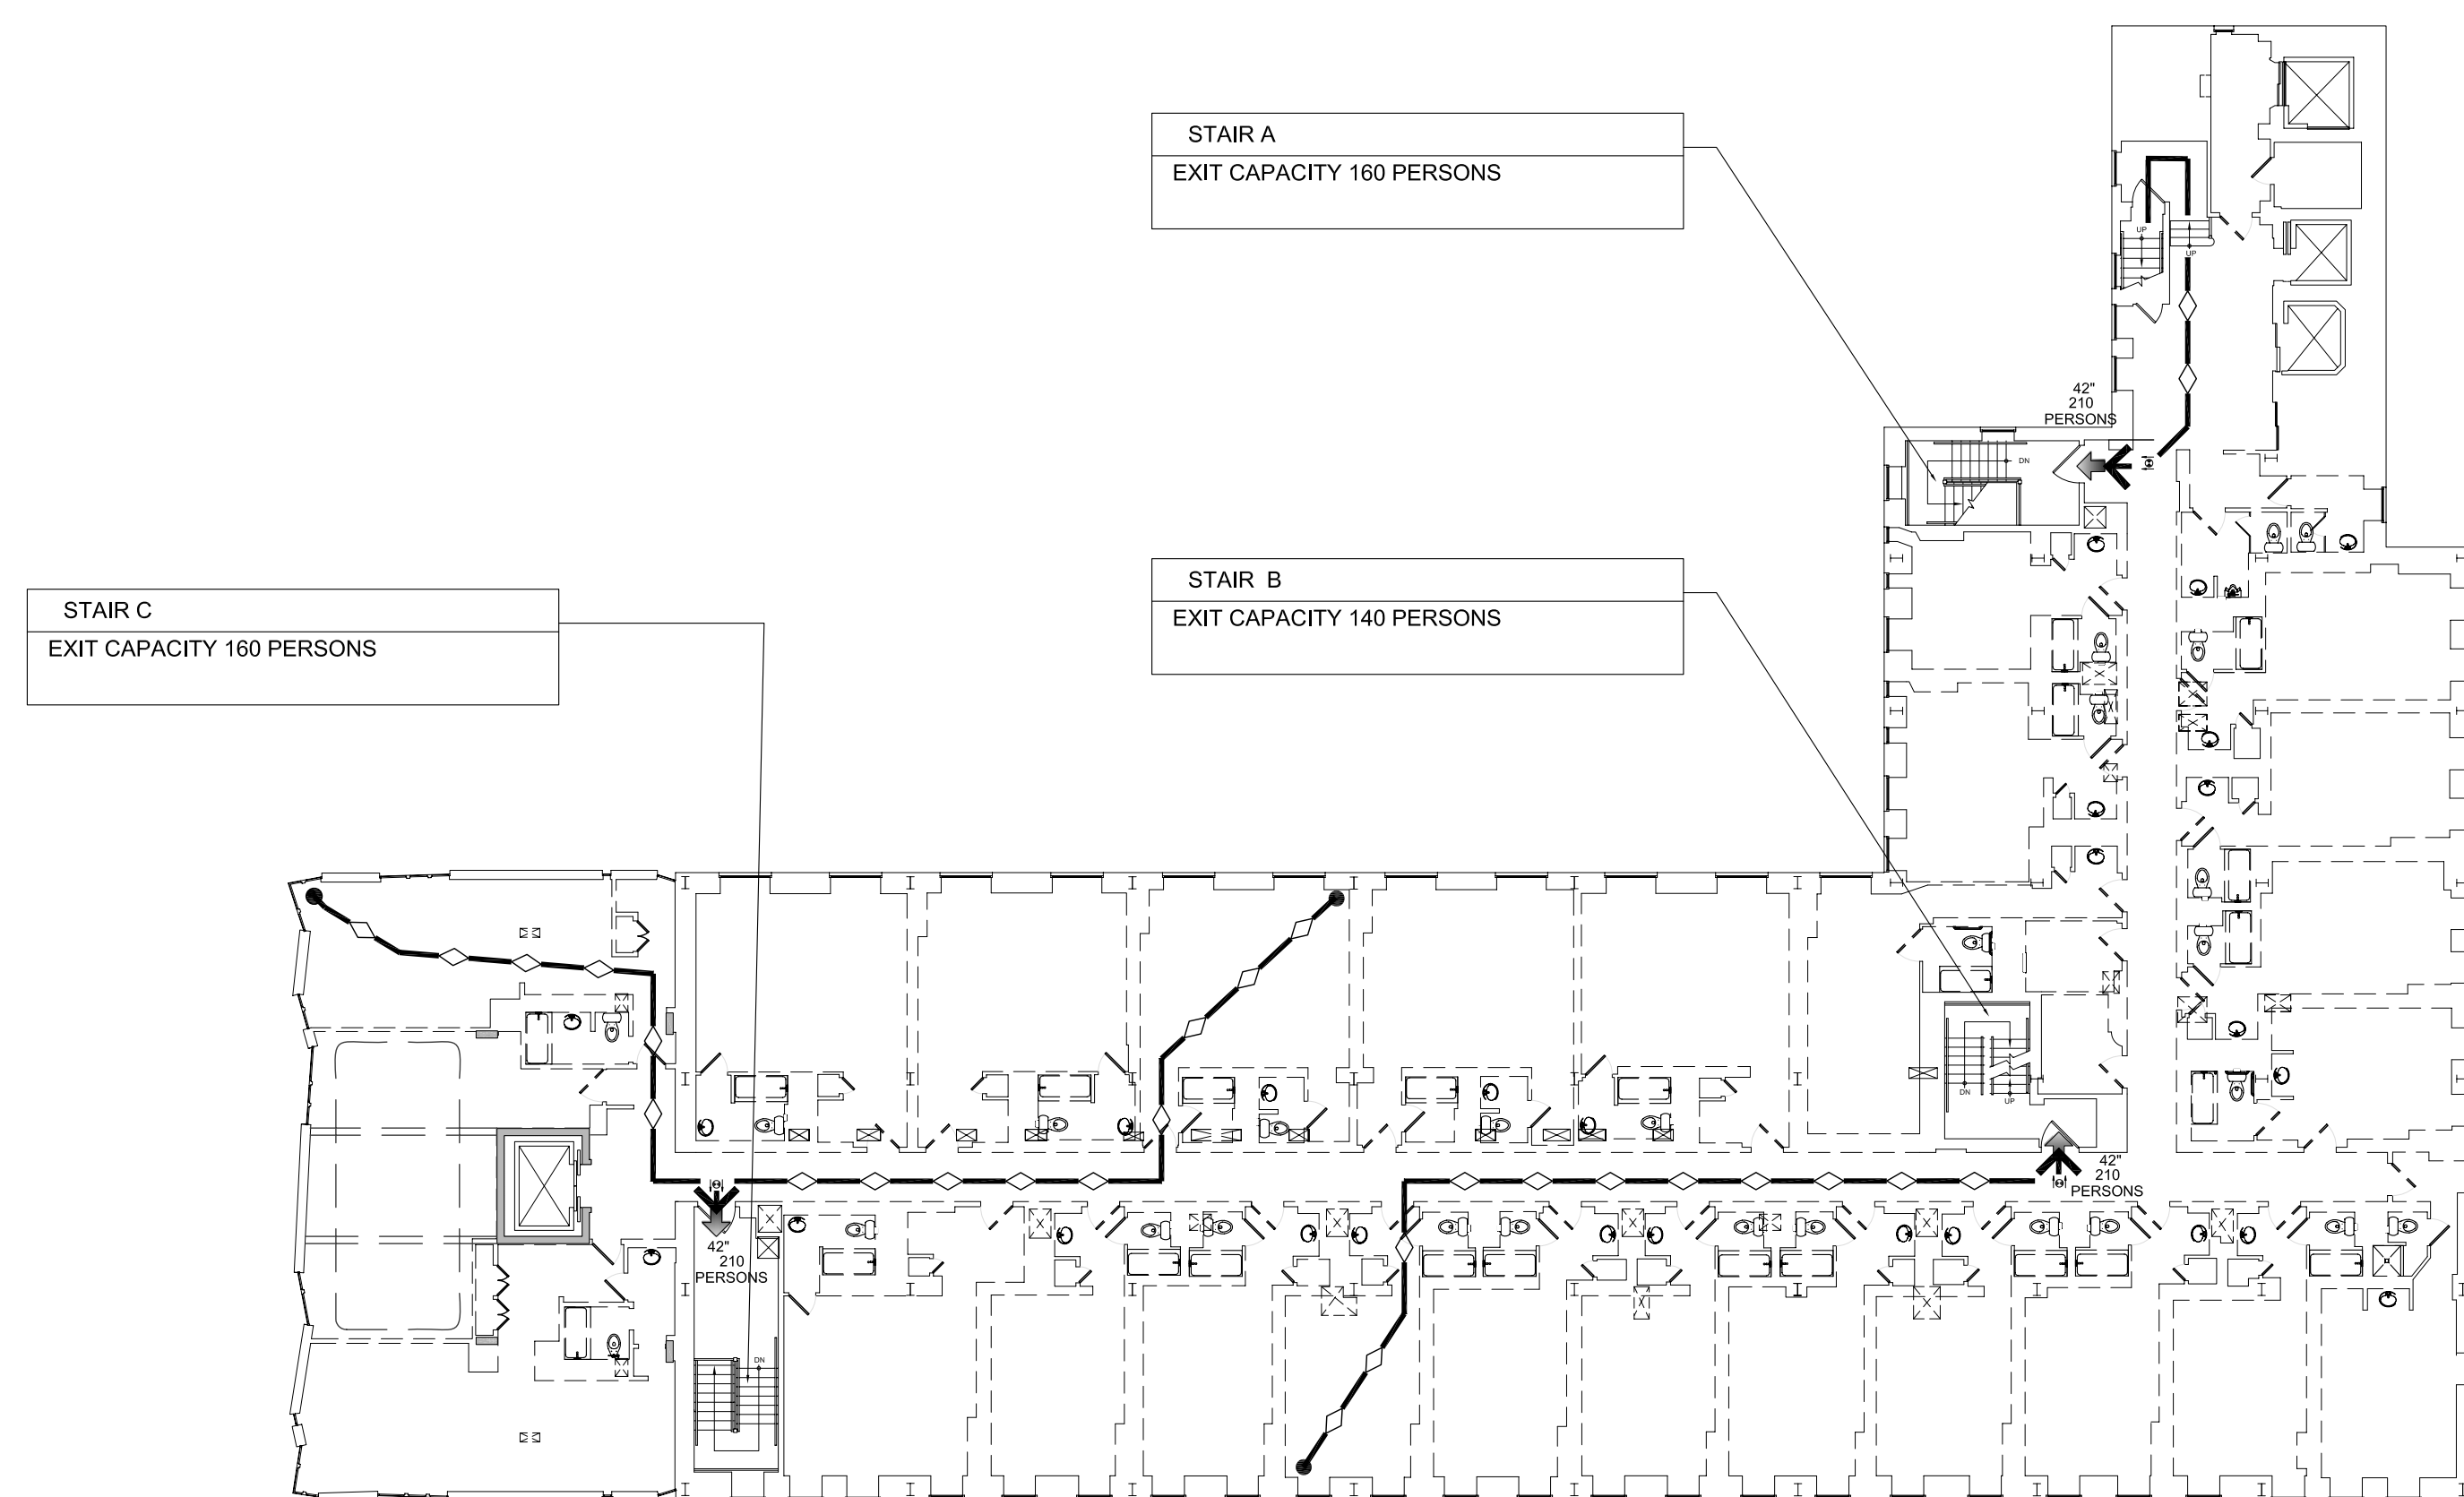 STAIR A
EXIT CAPACITY 160 PERSONS
UP
UP
42"
210
PERSONS
DN
STAIR B
EXIT CAPACITY 140 PERSONS
STAIR C
EXIT CAPACITY 160 PERSONS
DN
UP
42"
210
PERSONS
42"
210
PERSONS
DN